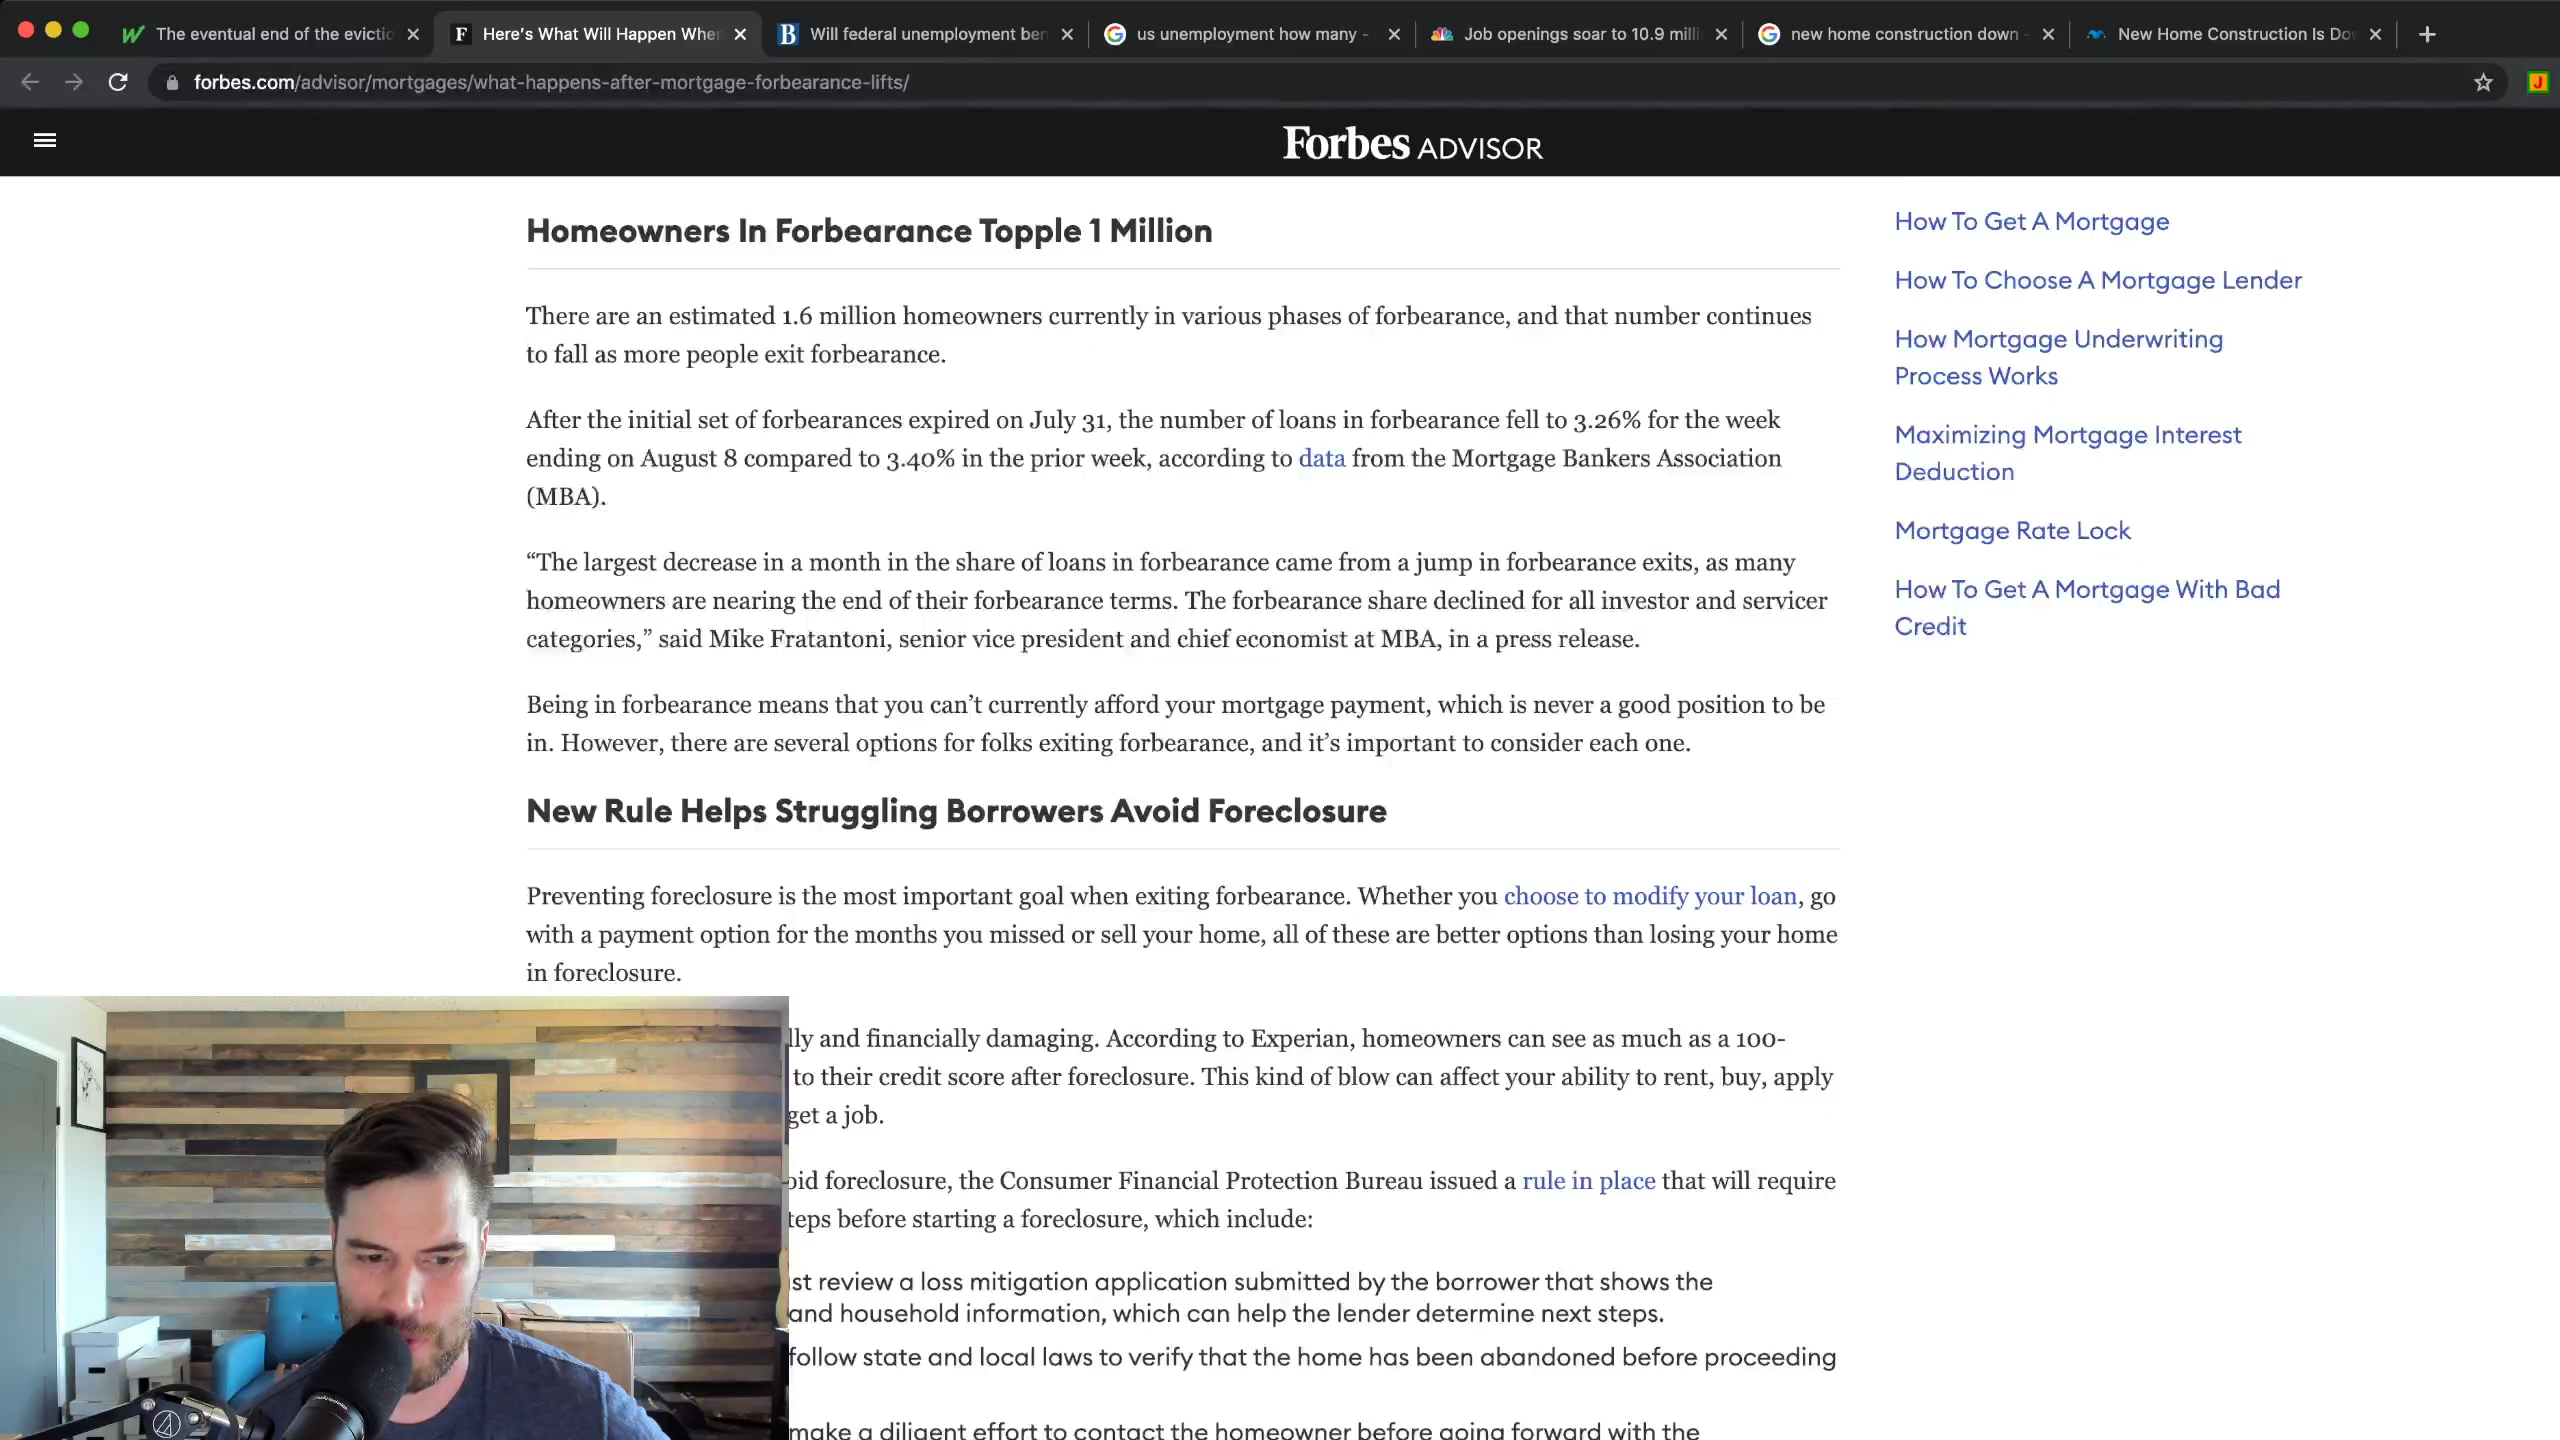 The eventual end of the evictio
Here's What Will Happen Wher
Will federal unemployment ben
us unemployment how many -
Job openings soar to 10.9 milli
new home construction down -
New Home Construction Is Do
forbes.com/advisor/mortgages/what-happens-after-mortgage-forbearance-lifts/
Forbes ADVISOR
Homeowners In Forbearance Topple 1 Million
There are an estimated 1.6 million homeowners currently in various phases of forbearance, and that number continues
to fall as more people exit forbearance.
After the initial set of forbearances expired on July 31, the number of loans in forbearance fell to 3.26% for the week
ending on August 8 compared to 3.40% in the prior week, according to data from the Mortgage Bankers Association
(MBA).
“The largest decrease in a month in the share of loans in forbearance came from a jump in forbearance exits, as many
homeowners are nearing the end of their forbearance terms. The forbearance share declined for all investor and servicer
categories,” said Mike Fratantoni, senior vice president and chief economist at MBA, in a press release.
Being in forbearance means that you can’t currently afford your mortgage payment, which is never a good position to be
in. However, there are several options for folks exiting forbearance, and it’s important to consider each one.
New Rule Helps Struggling Borrowers Avoid Foreclosure
Preventing foreclosure is the most important goal when exiting forbearance. Whether you choose to modify your loan, go
with a payment option for the months you missed or sell your home, all of these are better options than losing your home
in foreclosure.
lly and financially damaging. According to Experian, homeowners can see as much as a 100-
to their credit score after foreclosure. This kind of blow can affect your ability to rent, buy, apply
get a job.
oid foreclosure, the Consumer Financial Protection Bureau issued a rule in place that will require
teps before starting a foreclosure, which include:
st review a loss mitigation application submitted by the borrower that shows the
and household information, which can help the lender determine next steps.
follow state and local laws to verify that the home has been abandoned before proceeding
make a diligent effort to contact the homeowner before going forward with the
How To Get A Mortgage
How To Choose A Mortgage Lender
How Mortgage Underwriting
Process Works
Maximizing Mortgage Interest
Deduction
Mortgage Rate Lock
How To Get A Mortgage With Bad
Credit